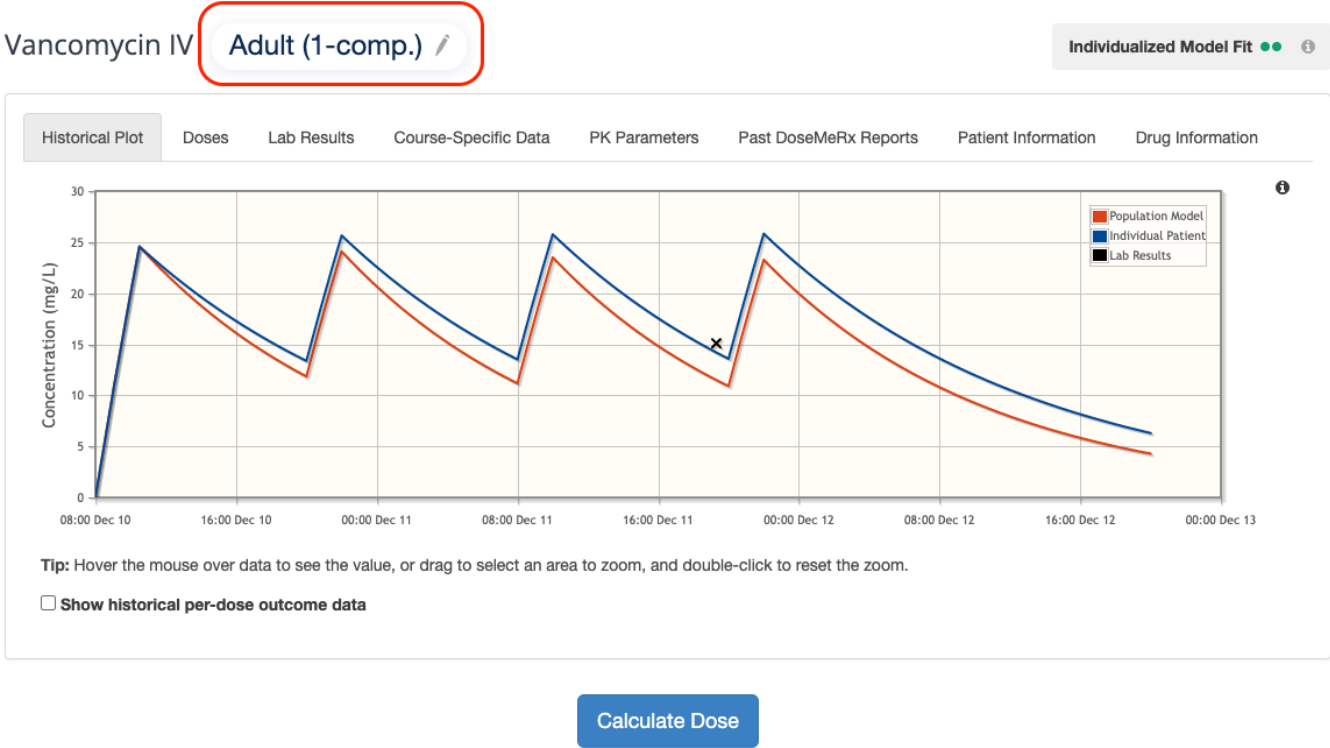 Vancomycin IV Adult (1-comp.)
Individualized Model Fit
Historical Plot Doses Lab Results Course-Specific Data PK Parameters Past DoseMeRx Reports Patient Information Drug Information
Concentration (mg/L)
30
25
20
15
10
5
0
Population Model
Individual Patient
Lab Results
08:00 Dec 10 16:00 Dec 10 00:00 Dec 11 08:00 Dec 11 16:00 Dec 11 00:00 Dec 12 08:00 Dec 12 16:00 Dec 12 00:00 Dec 13
Tip: Hover the mouse over data to see the value, or drag to select an area to zoom, and double-click to reset the zoom.
Show historical per-dose outcome data
Calculate Dose